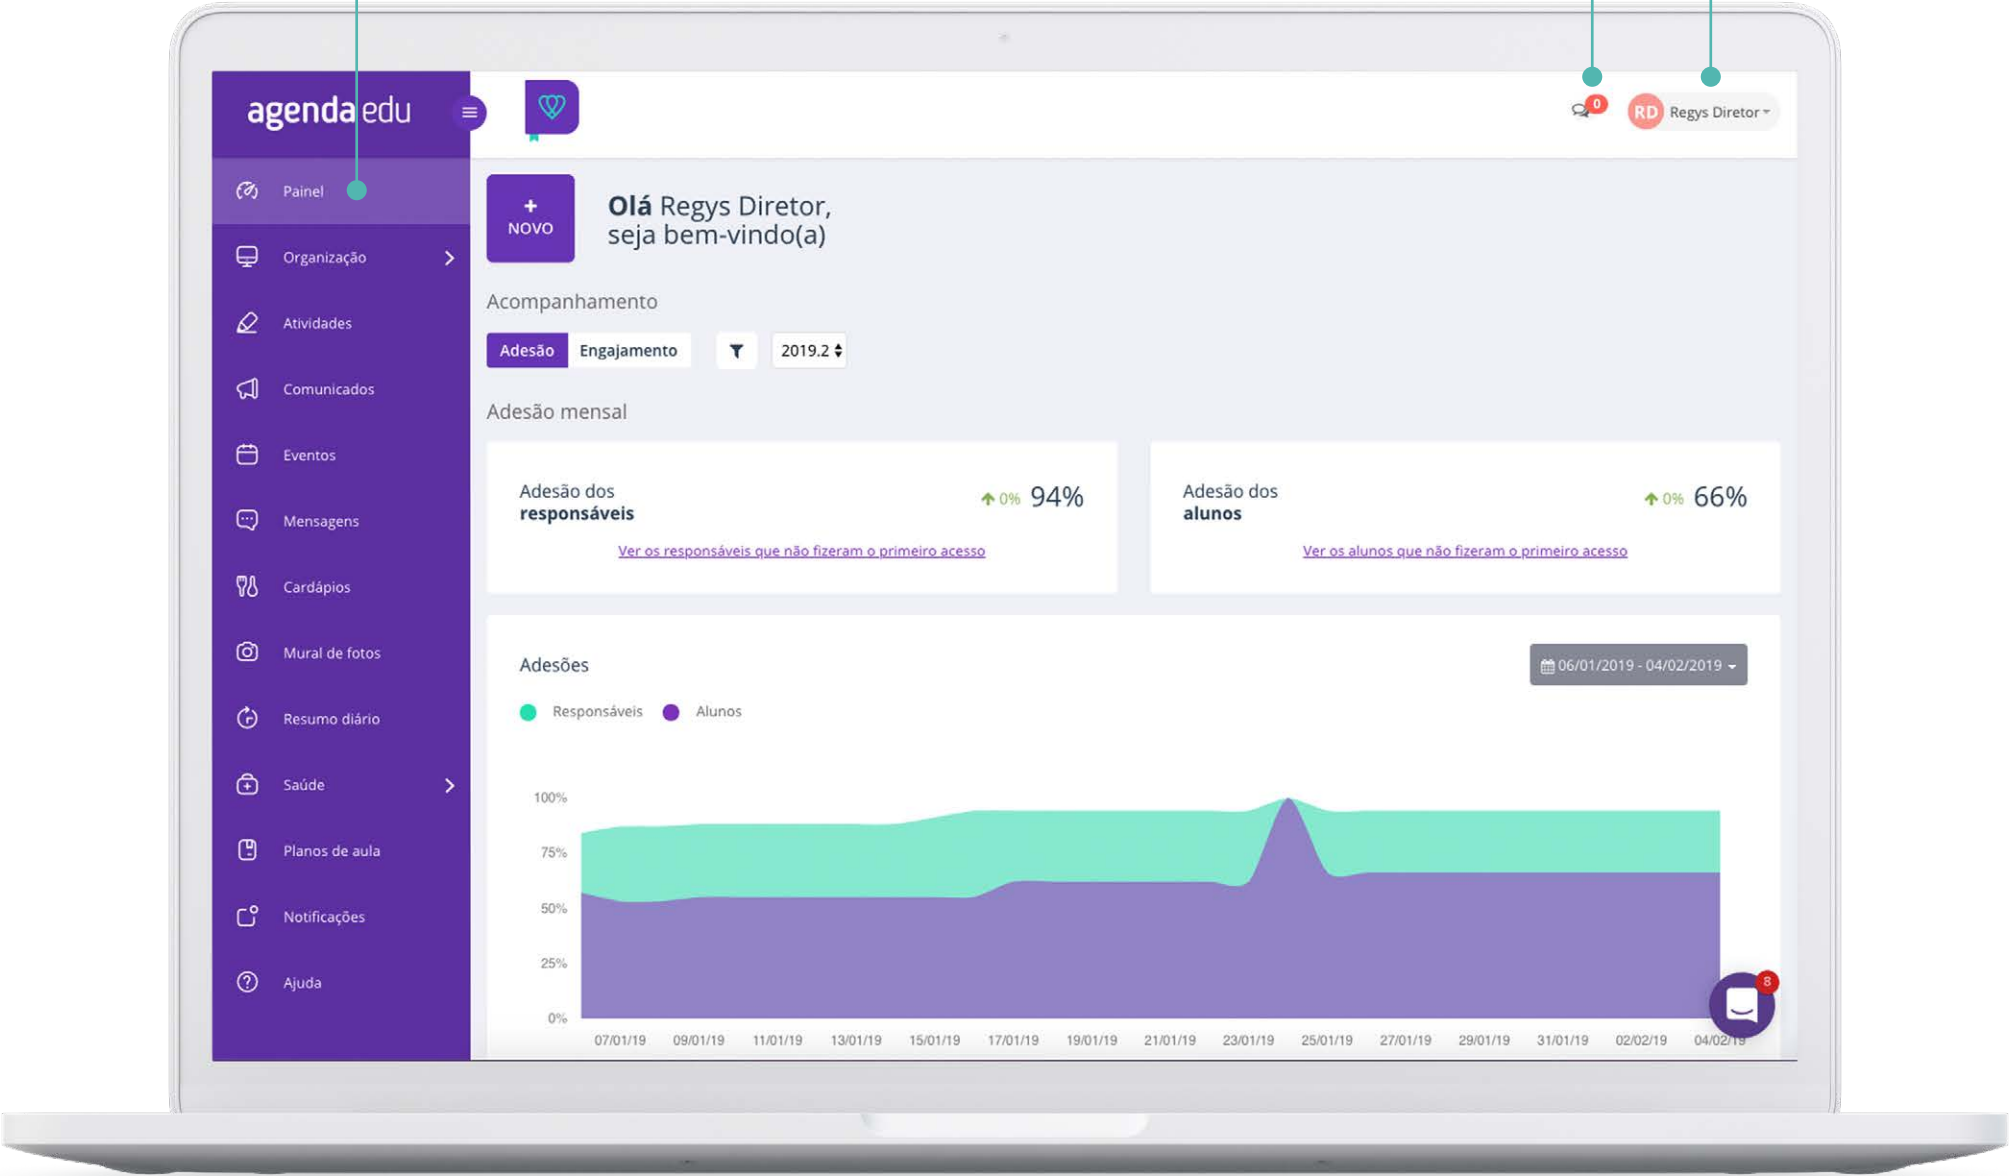 agenda edu
0
RD Regys Diretor
Painel
Organização
Atividades
Comunicados
Eventos
Mensagens
Cardápios
Mural de fotos
Resumo diário
Saúde
Planos de aula
Notificações
Ajuda
+
NOVO
Olá Regys Diretor,
seja bem-vindo(a)
Acompanhamento
Adesão Engajamento 2019.2
Adesão mensal
Adesão dos
responsáveis
0% 94%
Ver os responsáveis que não fizeram o primeiro acesso
Adesão dos
alunos
0% 66%
Ver os alunos que não fizeram o primeiro acesso
Adesões
06/01/2019 - 04/02/2019
Responsáveis Alunos
100%
75%
50%
25%
0%
07/01/19 09/01/19 11/01/19 13/01/19 15/01/19 17/01/19 19/01/19 21/01/19 23/01/19 25/01/19 27/01/19 29/01/19 31/01/19 02/02/19 04/02/19
8